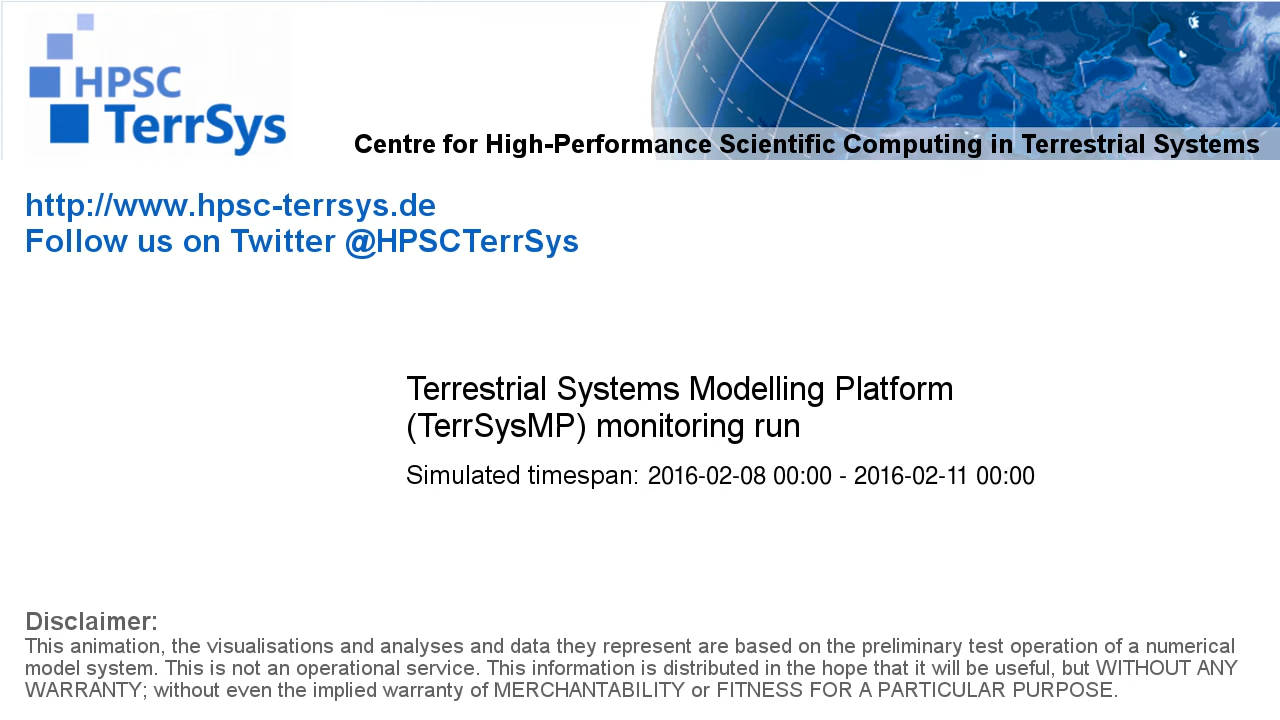 HPSC
TerrSys
Centre for High-Performance Scientific Computing in Terrestrial Systems
http://www.hpsc-terrsys.de
Follow us on Twitter @HPSCTerrSys
Terrestrial Systems Modelling Platform
(TerrSysMP) monitoring run
Simulated timespan: 2016-02-08 00:00 - 2016-02-11 00:00
Disclaimer:
This animation, the visualisations and analyses and data they represent are based on the preliminary test operation of a numerical
model system. This is not an operational service. This information is distributed in the hope that it will be useful, but WITHOUT ANY
WARRANTY; without even the implied warranty of MERCHANTABILITY or FITNESS FOR A PARTICULAR PURPOSE.